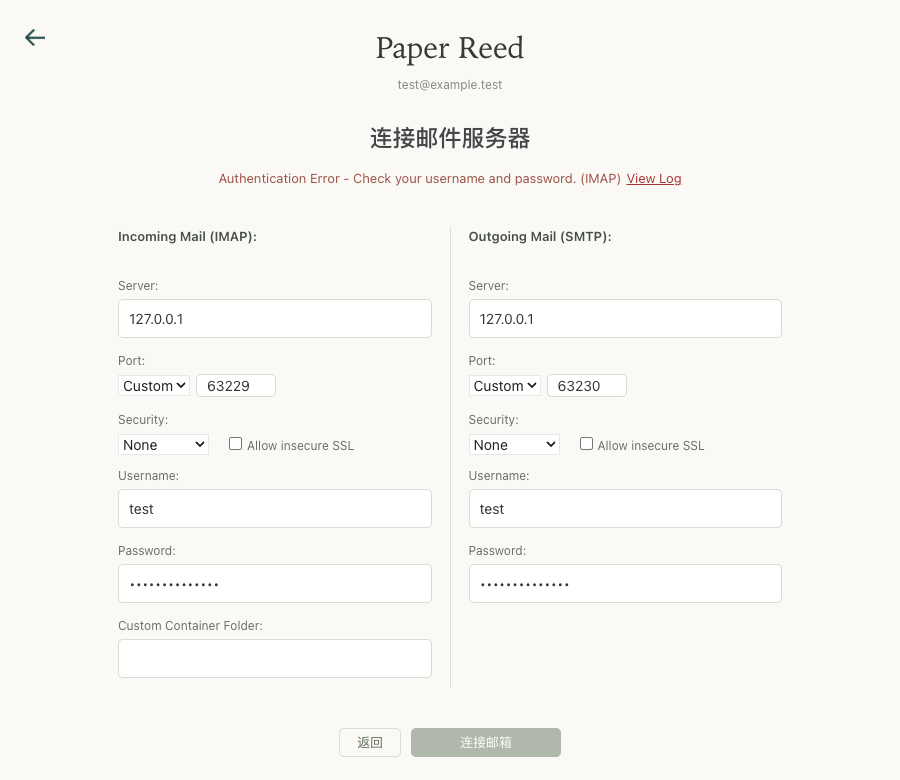 Paper Reed
test@example.test
连接邮件服务器
Authentication Error - Check your username and password. (IMAP) View Log
Incoming Mail (IMAP):
Server:
127.0.0.1
Port:
Custom 63229
Security:
None Allow insecure SSL
Username:
test
Password:
••••••••••••••
Custom Container Folder:
Outgoing Mail (SMTP):
Server:
127.0.0.1
Port:
Custom 63230
Security:
None Allow insecure SSL
Username:
test
Password:
••••••••••••••
返回 连接邮箱